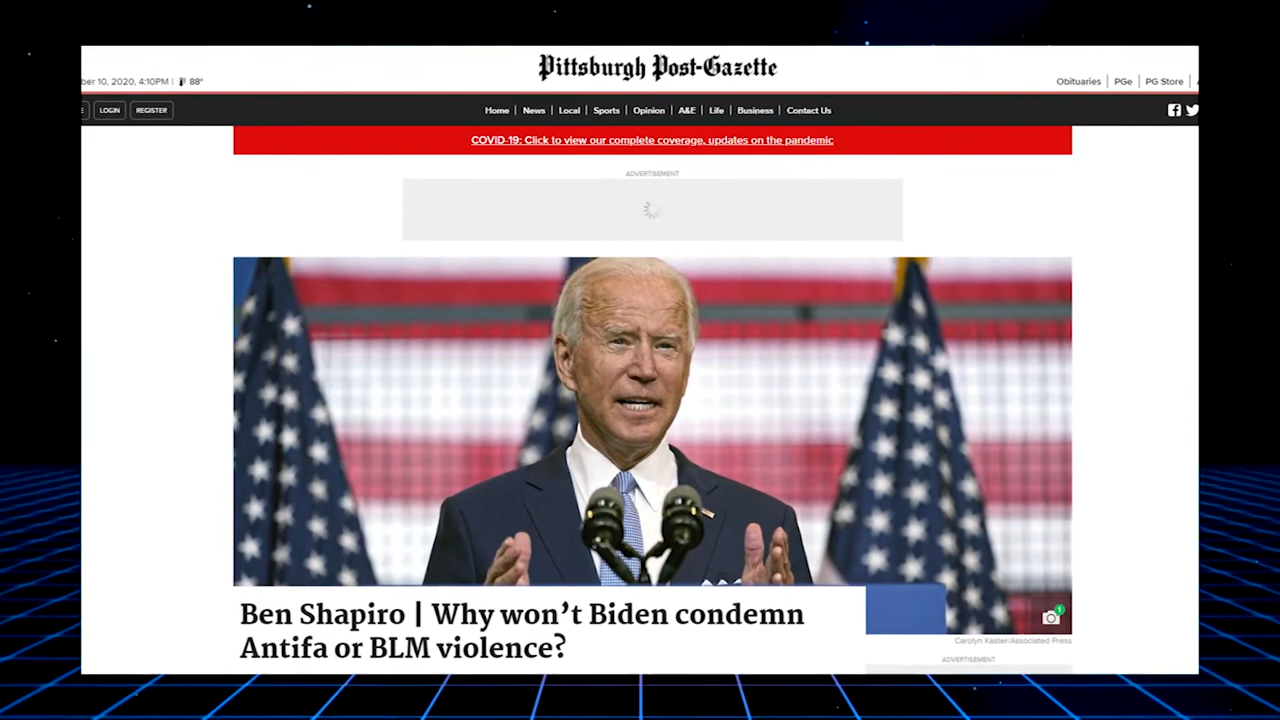 Pittsburgh Post-Gazette
ber 10, 2020, 4:10PM | 88°
Obituaries | PGe | PG Store |
LOGIN REGISTER Home | News | Local | Sports | Opinion | A&E | Life | Business | Contact Us
COVID-19: Click to view our complete coverage, updates on the pandemic
ADVERTISEMENT
Ben Shapiro | Why won't Biden condemn
Antifa or BLM violence?
1
Carolyn Kaster/Associated Press
ADVERTISEMENT